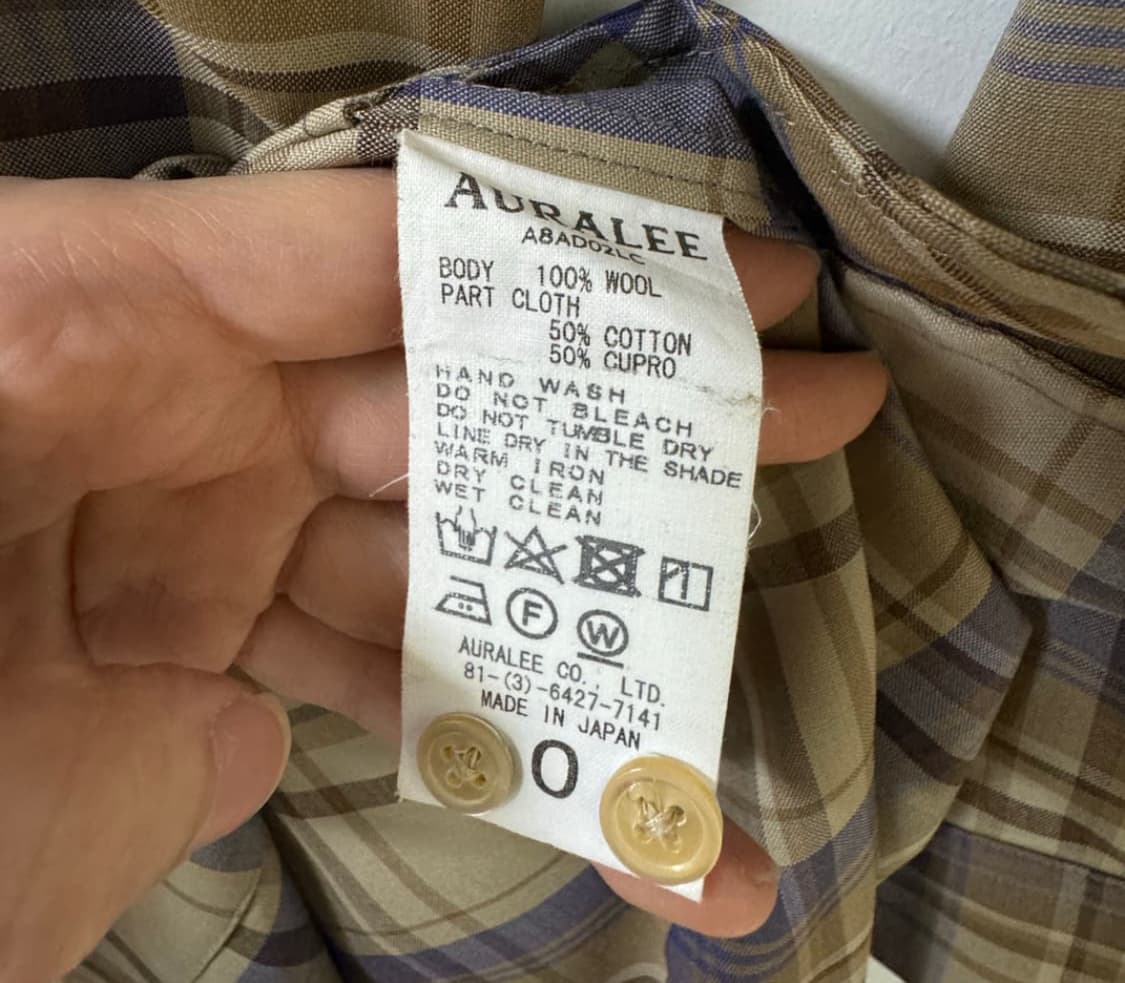 AURALEE
A8AD02LC
BODY 100% WOOL
PART CLOTH
50% COTTON
50% CUPRO
HAND WASH
DO NOT BLEACH
DO NOT TUMBLE DRY
LINE DRY IN THE SHADE
WARM IRON
DRY CLEAN
WET CLEAN
F W
AURALEE CO., LTD.
81-(3)-6427-7141
MADE IN JAPAN
0